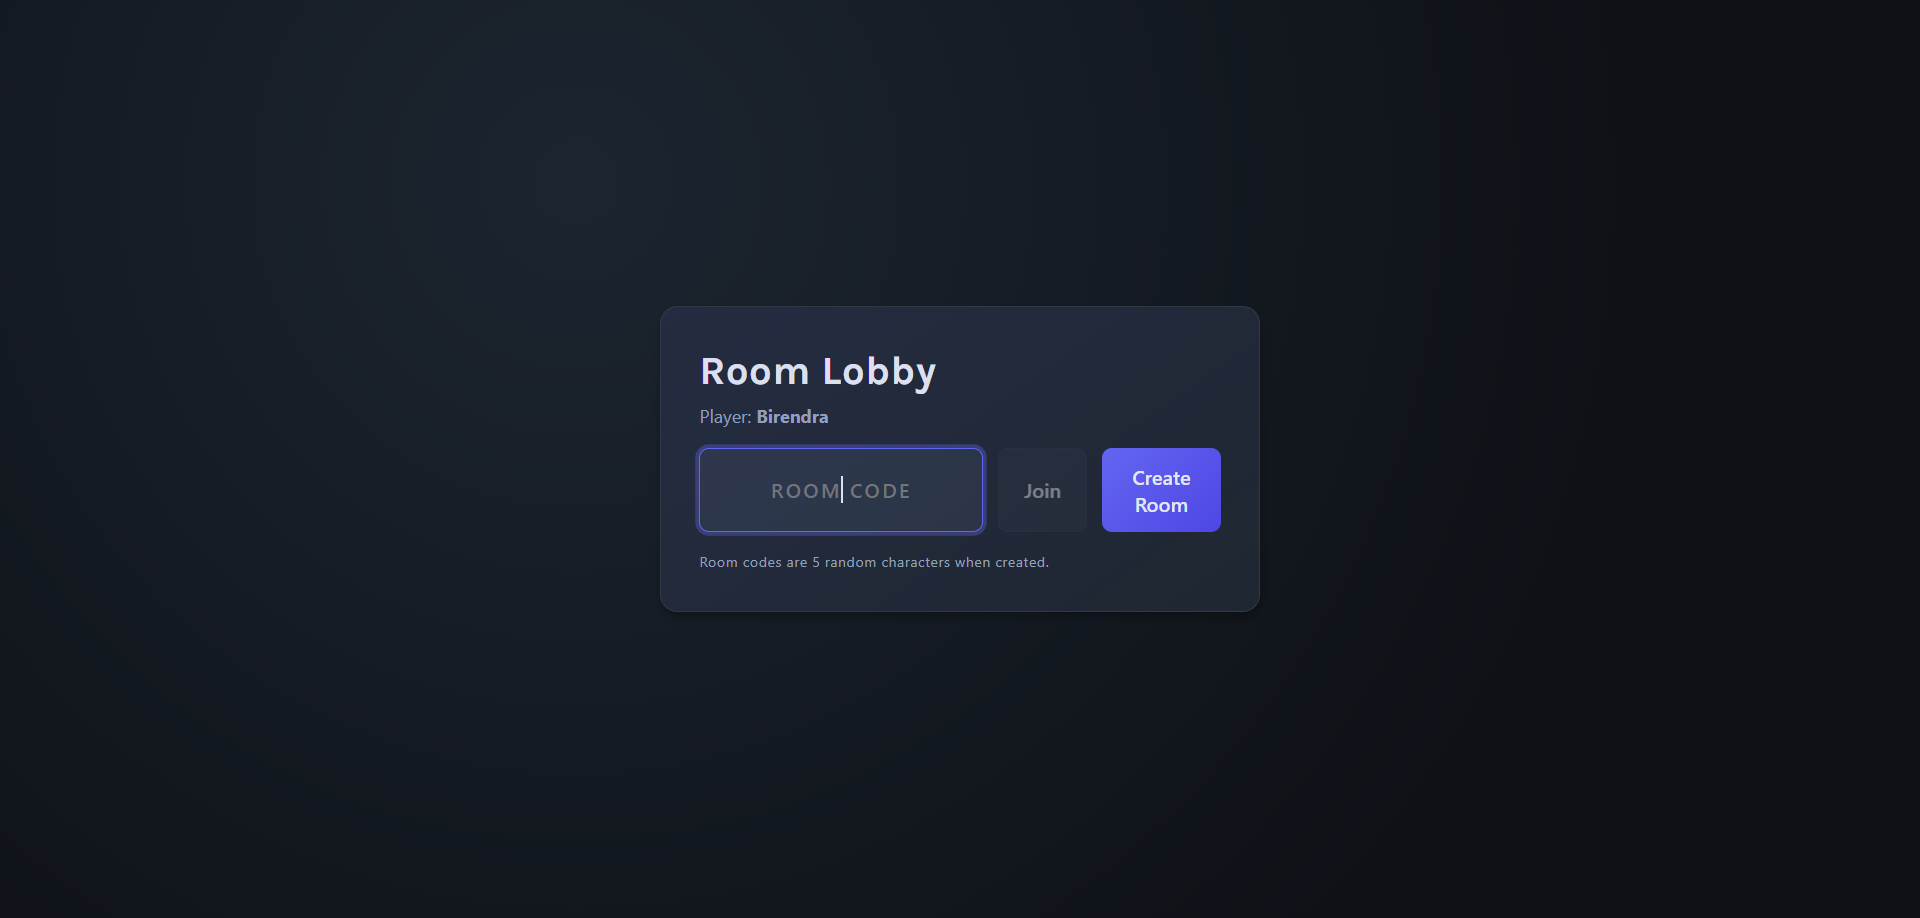 Room Lobby
Player: Birendra
ROOM CODE
Join
Create
Room
Room codes are 5 random characters when created.